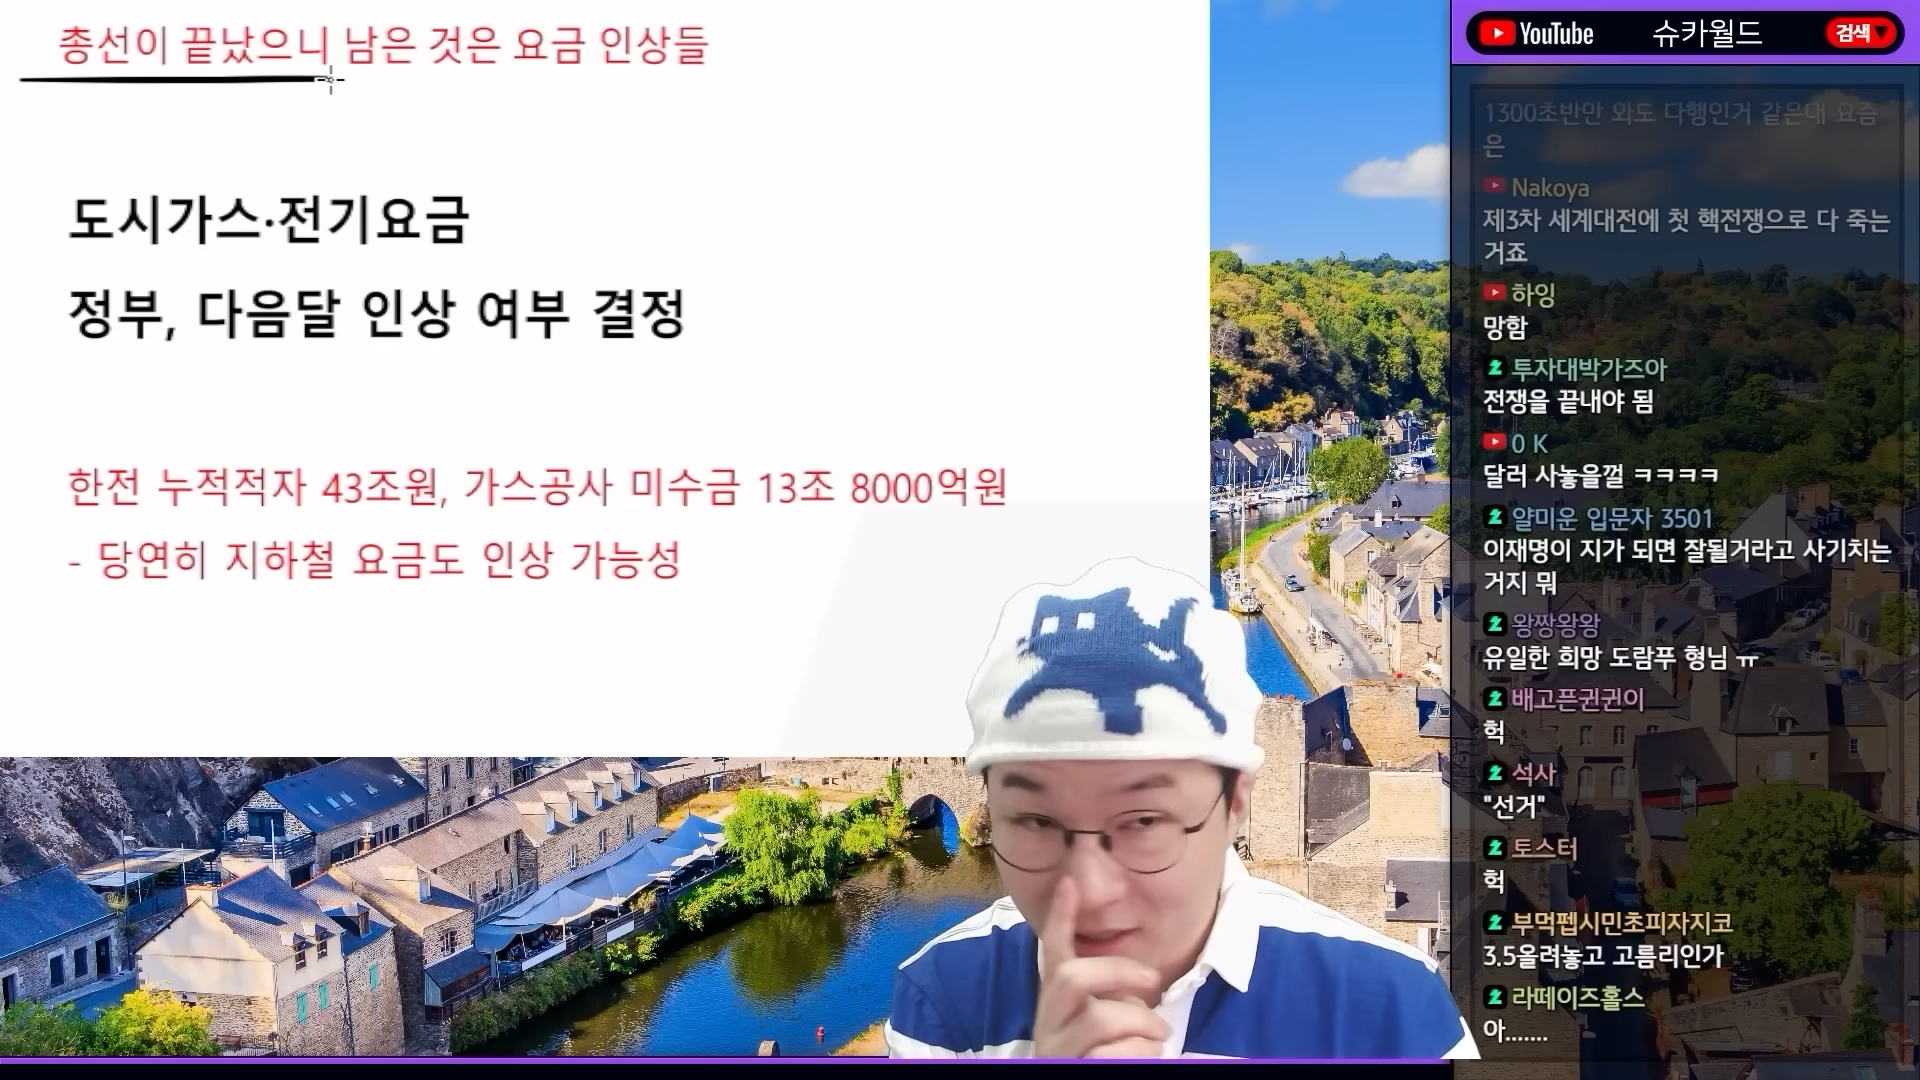 총선이 끝났으니 남은 것은 요금 인상들
도시가스·전기요금
정부, 다음달 인상 여부 결정
한전 누적적자 43조원, 가스공사 미수금 13조 8000억원
- 당연히 지하철 요금도 인상 가능성
YouTube 슈카월드 검색
1300초반만 와도 다행인거 같은대 요즘
은
Nakoya
제3차 세계대전에 첫 핵전쟁으로 다 죽는
거죠
하잉
망함
투자대박가즈아
전쟁을 끝내야 됨
0 K
달러 사놓을껄 ㅋㅋㅋㅋ
얄미운 입문자 3501
이재명이 지가 되면 잘될거라고 사기치는
거지 뭐
왕짱왕왕
유일한 희망 도람푸 형님 ㅠ
배고픈귄귄이
헉
석사
"선거"
토스터
헉
부먹펩시민초피자지코
3.5올려놓고 고름리인가
라떼이즈홀스
아.......